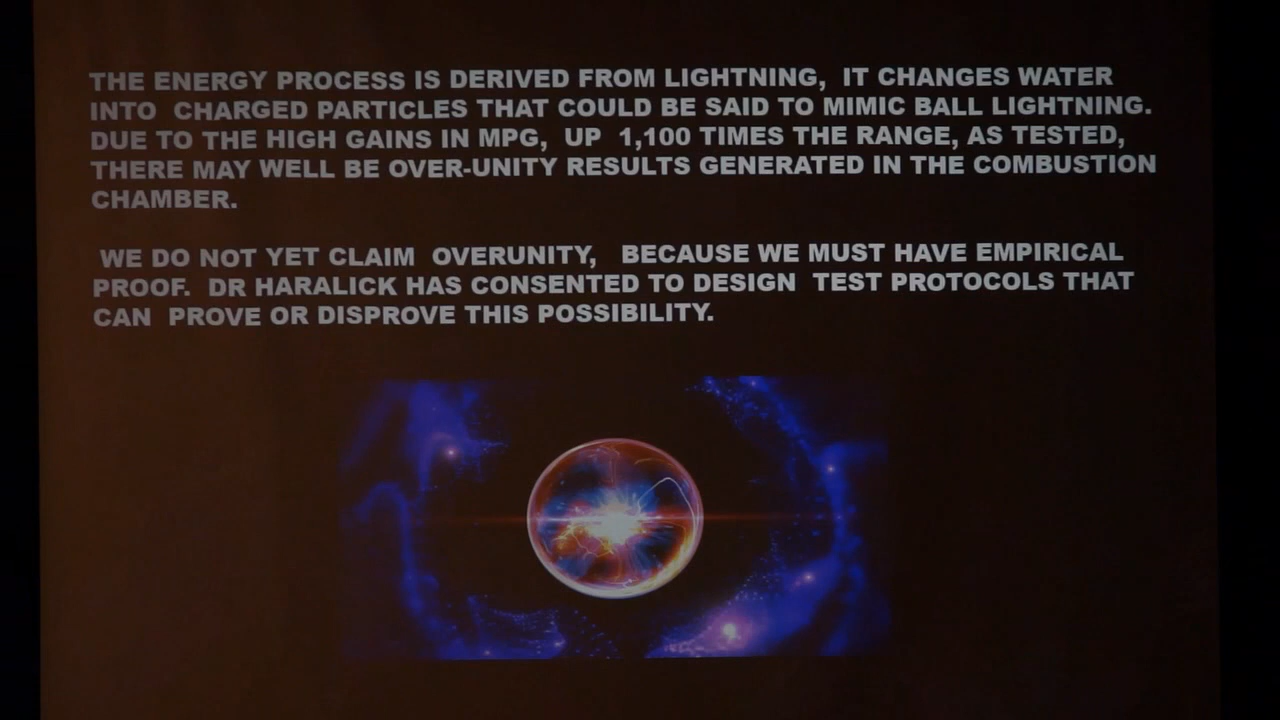 THE ENERGY PROCESS IS DERIVED FROM LIGHTNING, IT CHANGES WATER
INTO CHARGED PARTICLES THAT COULD BE SAID TO MIMIC BALL LIGHTNING.
DUE TO THE HIGH GAINS IN MPG, UP 1,100 TIMES THE RANGE, AS TESTED,
THERE MAY WELL BE OVER-UNITY RESULTS GENERATED IN THE COMBUSTION
CHAMBER.
WE DO NOT YET CLAIM OVERUNITY, BECAUSE WE MUST HAVE EMPIRICAL
PROOF. DR HARALICK HAS CONSENTED TO DESIGN TEST PROTOCOLS THAT
CAN PROVE OR DISPROVE THIS POSSIBILITY.